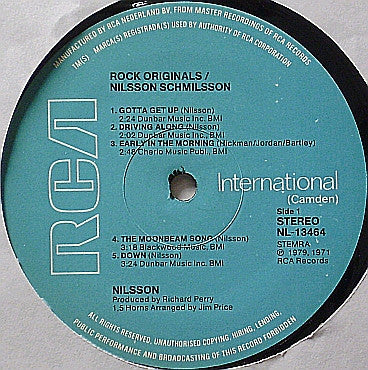 MANUFACTURED BY RCA NEDERLAND BV. FROM MASTER RECORDINGS OF RCA RECORDS
TM(S) MARCA(S) REGISTRADA(S) USED BY AUTHORITY OF RCA CORPORATION
ROCK ORIGINALS /
NILSSON SCHMILSSON
1. GOTTA GET UP (Nilsson)
2:24 Dunbar Music Inc. BMI
2. DRIVING ALONG (Nilsson)
2:02 Dunbar Music Inc. BMI
3. EARLY IN THE MORNING (Hickman/Jordan/Bartley)
2:48 Cherio Music Publ., BMI
RCA
International
(Camden)
Side 1
STEREO
NL-13464
STEMRA
℗ 1979, 1971
RCA Records
4. THE MOONBEAM SONG (Nilsson)
3:18 Blackwood Music BMI
5. DOWN (Nilsson)
3:24 Dunbar Music Inc. BMI
NILSSON
Produced by Richard Perry
1,5 Horns Arranged by Jim Price
ALL RIGHTS RESERVED, UNAUTHORISED COPYING, HIRING, LENDING,
PUBLIC PERFORMANCE AND BROADCASTING OF THIS RECORD FORBIDDEN